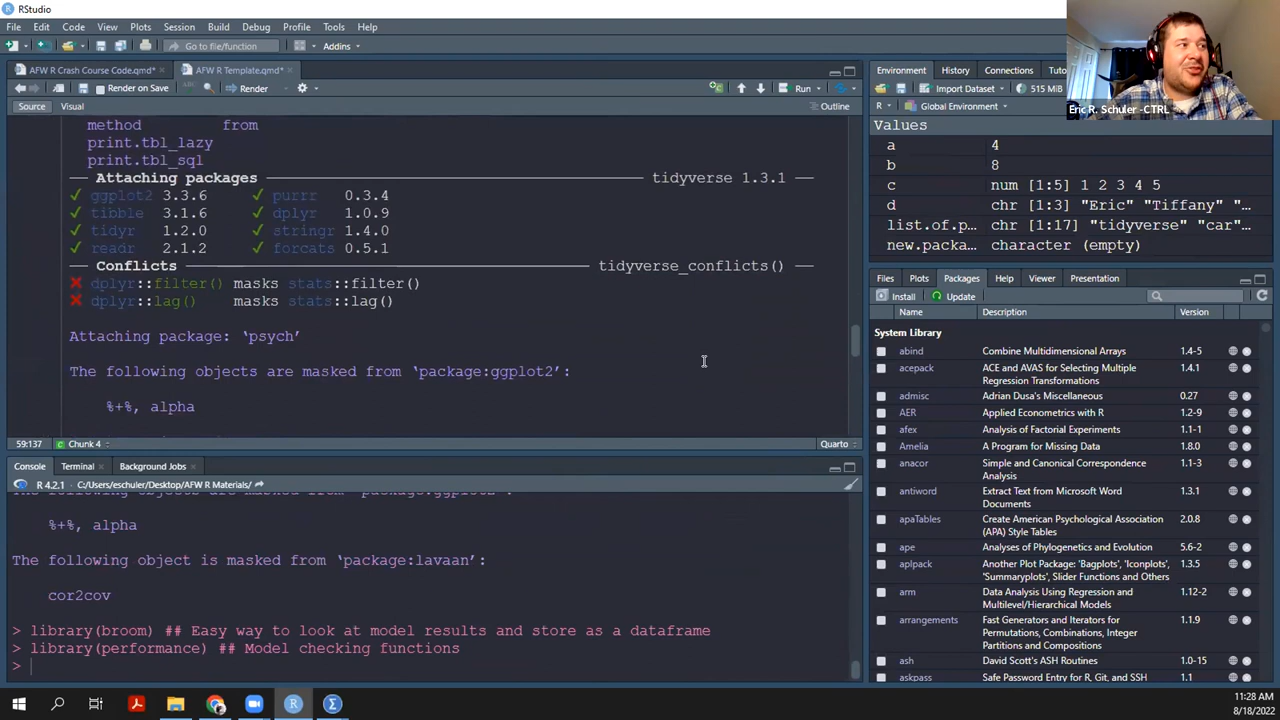 RStudio
File Edit Code View Plots Session Build Debug Profile Tools Help
Go to file/function Addins
AFW R Crash Course Code.qmd* AFW R Template.qmd*
Render on Save Render Run
Source Visual Outline
method from
print.tbl_lazy
print.tbl_sql
Attaching packages tidyverse 1.3.1
✓ ggplot2 3.3.6 ✓ purrr 0.3.4
✓ tibble 3.1.6 ✓ dplyr 1.0.9
✓ tidyr 1.2.0 ✓ stringr 1.4.0
✓ readr 2.1.2 ✓ forcats 0.5.1
Conflicts tidyverse_conflicts()
✖ dplyr::filter() masks stats::filter()
✖ dplyr::lag() masks stats::lag()
Attaching package: ‘psych’
The following objects are masked from ‘package:ggplot2’:
%+%, alpha
59:137 Chunk 4 Quarto
Console Terminal Background Jobs
R 4.2.1 · C:/Users/eschuler/Desktop/AFW R Materials/
The following objects are masked from ‘package:ggplot2’:
%+%, alpha
The following object is masked from ‘package:lavaan’:
cor2cov
> library(broom) ## Easy way to look at model results and store as a dataframe
> library(performance) ## Model checking functions
>
Environment History Connections Tuto
Import Dataset 515 MiB
R Global Environment
Eric R. Schuler -CTRL
Values
a 4
b 8
c num [1:5] 1 2 3 4 5
d chr [1:3] "Eric" "Tiffany" "…
list.of.p… chr [1:17] "tidyverse" "car"…
new.packa… character (empty)
Files Plots Packages Help Viewer Presentation
Install Update
Name Description Version
System Library
abind Combine Multidimensional Arrays 1.4-5
acepack ACE and AVAS for Selecting Multiple Regression Transformations 1.4.1
admisc Adrian Dusa's Miscellaneous 0.27
AER Applied Econometrics with R 1.2-9
afex Analysis of Factorial Experiments 1.1-1
Amelia A Program for Missing Data 1.8.0
anacor Simple and Canonical Correspondence Analysis 1.1-3
antiword Extract Text from Microsoft Word Documents 1.3.1
apaTables Create American Psychological Association (APA) Style Tables 2.0.8
ape Analyses of Phylogenetics and Evolution 5.6-2
aplpack Another Plot Package: 'Bagplots', 'Iconplots', 'Summaryplots', Slider Functions and Others 1.3.5
arm Data Analysis Using Regression and Multilevel/Hierarchical Models 1.12-2
arrangements Fast Generators and Iterators for Permutations, Combinations, Integer Partitions and Compositions 1.1.9
ash David Scott's ASH Routines 1.0-15
askpass Safe Password Entry for R, Git, and SSH 1.1
11:28 AM
8/18/2022